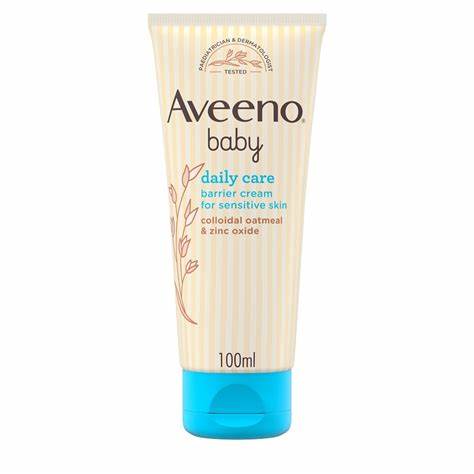 PAEDIATRICIAN & DERMATOLOGIST
TESTED
Aveeno®
baby
daily care
barrier cream
for sensitive skin
colloidal oatmeal
& zinc oxide
100ml